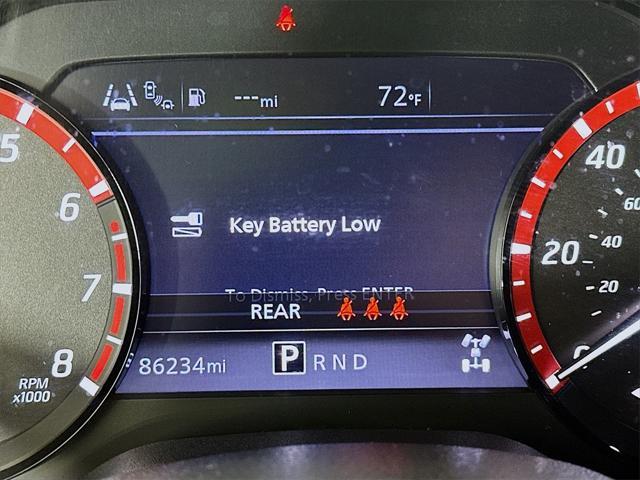 ---mi 72°F
5
6
7
8
RPM
x1000
Key Battery Low
To Dismiss, Press ENTER
REAR
86234mi P R N D
40
60
40
20
20
0